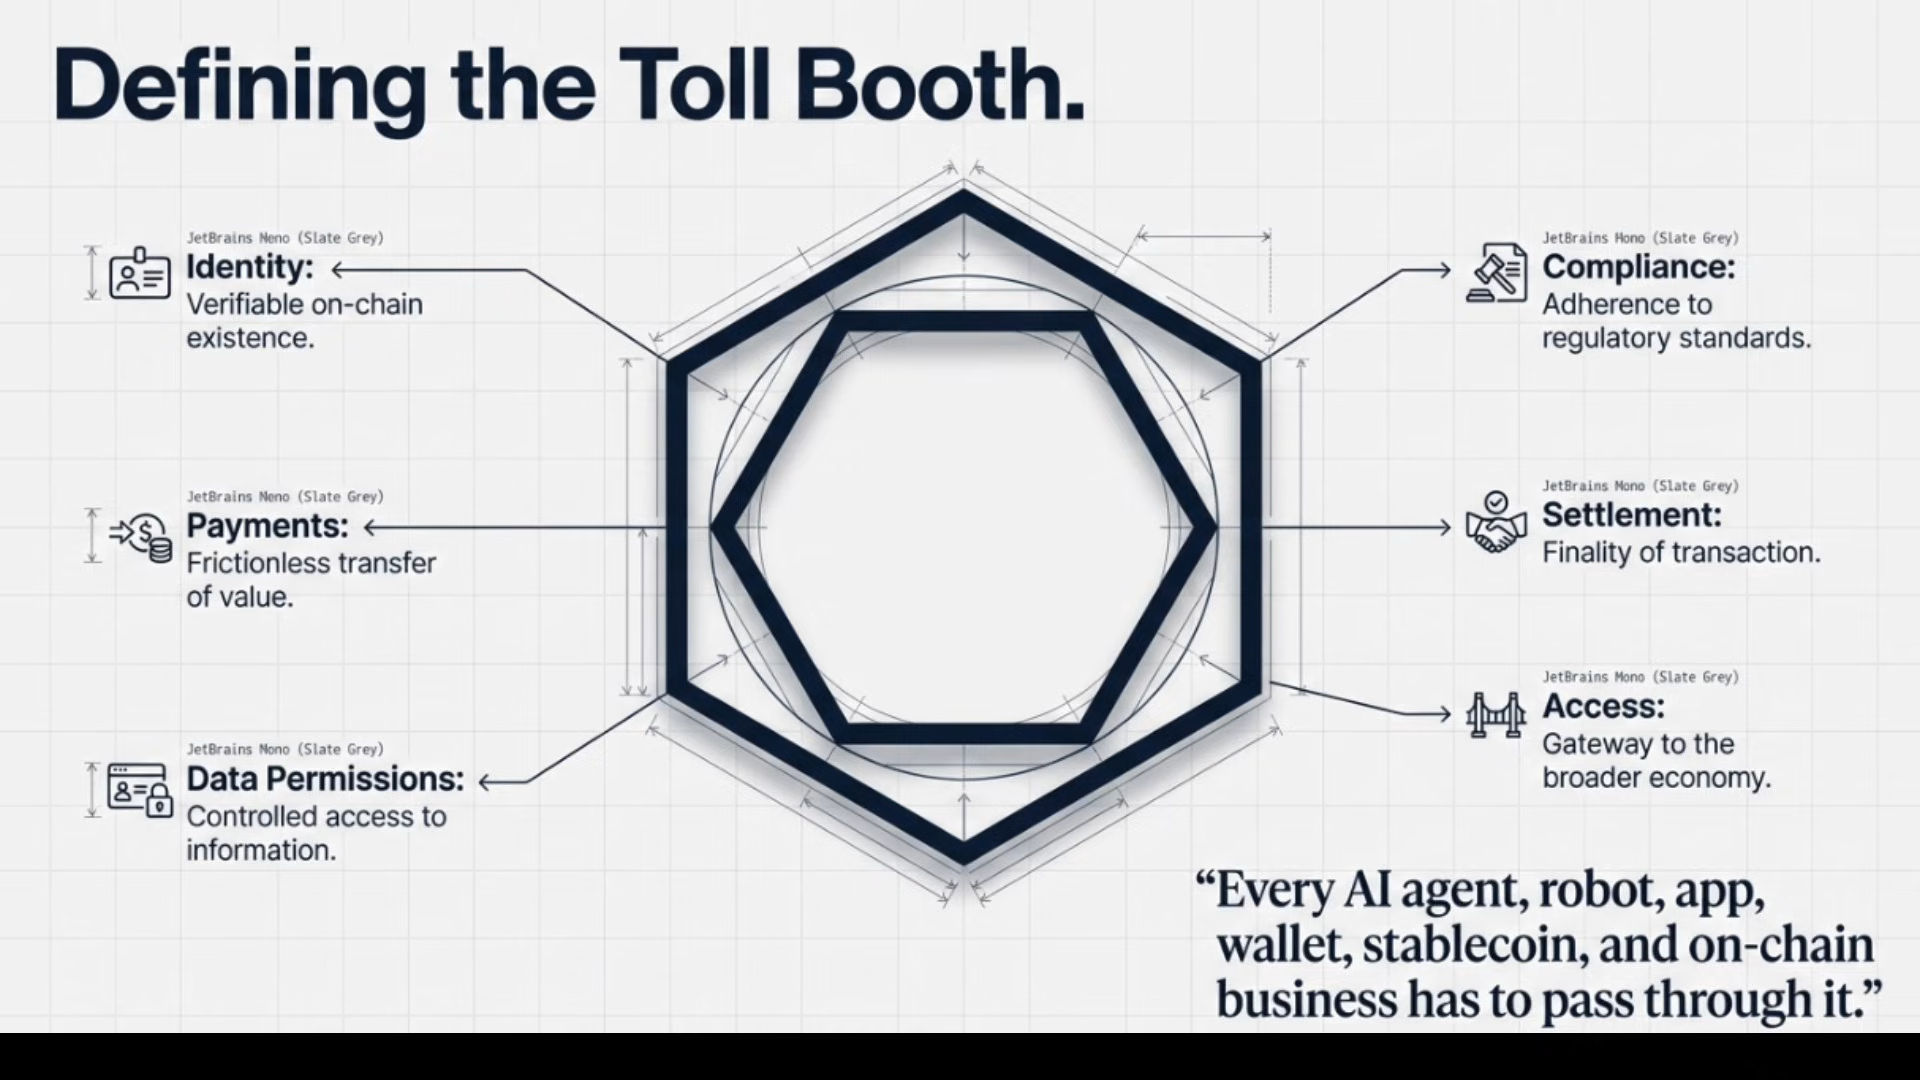 Defining the Toll Booth.
JetBrains Neno (Slate Grey)
Identity:
Verifiable on-chain
existence.
JetBrains Neno (Slate Grey)
Payments:
Frictionless transfer
of value.
JetBrains Mono (Slate Grey)
Data Permissions:
Controlled access to
information.
JetBrains Mono (Slate Grey)
Compliance:
Adherence to
regulatory standards.
JetBrains Mono (Slate Grey)
Settlement:
Finality of transaction.
JetBrains Mono (Slate Grey)
Access:
Gateway to the
broader economy.
“Every AI agent, robot, app,
wallet, stablecoin, and on-chain
business has to pass through it.”